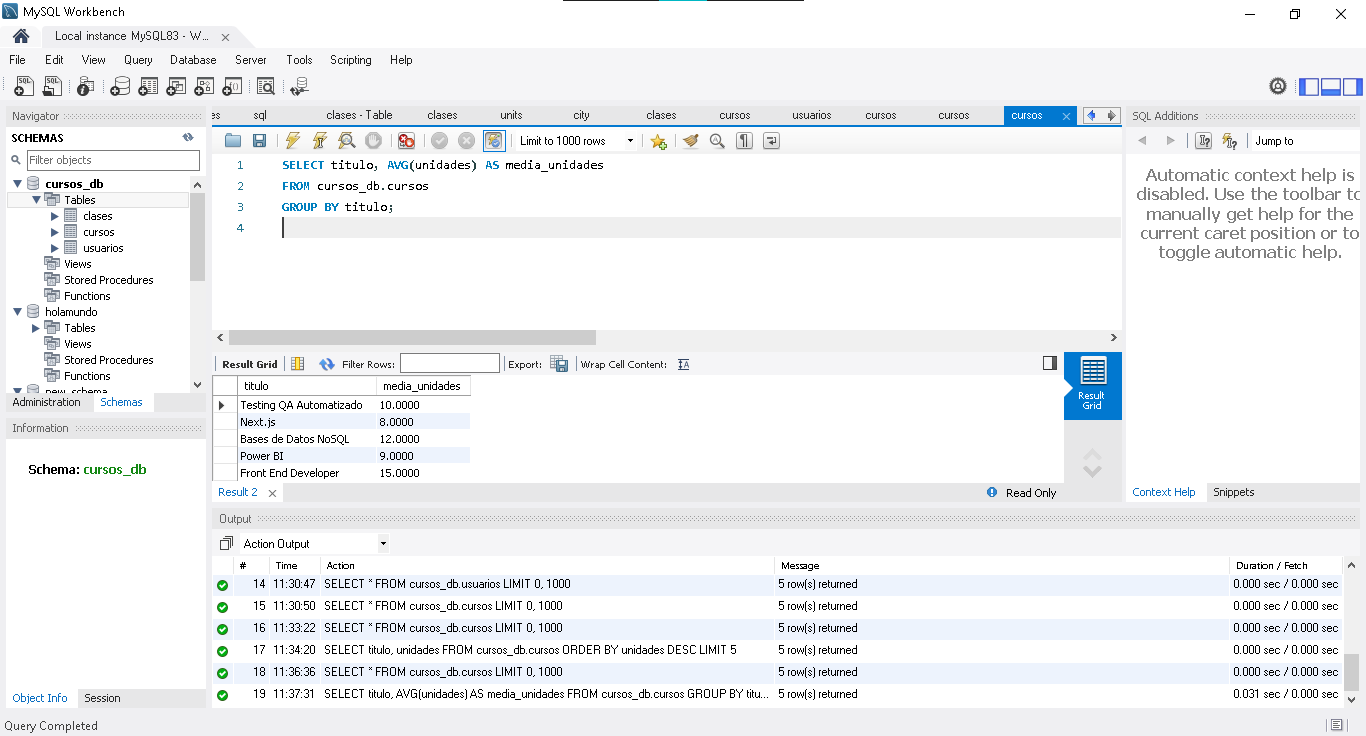 MySQL Workbench
Local instance MySQL83 - W...
File Edit View Query Database Server Tools Scripting Help
Navigator
SCHEMAS
Filter objects
cursos_db
Tables
clases
cursos
usuarios
Views
Stored Procedures
Functions
holamundo
Tables
Views
Stored Procedures
Functions
new_schema
Administration Schemas
Information
Schema: cursos_db
Object Info Session
es sql clases - Table clases units city clases cursos usuarios cursos cursos cursos
Limit to 1000 rows
1 SELECT titulo, AVG(unidades) AS media_unidades
2 FROM cursos_db.cursos
3 GROUP BY titulo;
4
Result Grid Filter Rows: Export: Wrap Cell Content:
titulo media_unidades
Testing QA Automatizado 10.0000
Next.js 8.0000
Bases de Datos NoSQL 12.0000
Power BI 9.0000
Front End Developer 15.0000
Result
Grid
Result 2 Read Only
SQL Additions
Jump to
Automatic context help is
disabled. Use the toolbar to
manually get help for the
current caret position or to
toggle automatic help.
Context Help Snippets
Output
Action Output
# Time Action Message Duration / Fetch
14 11:30:47 SELECT * FROM cursos_db.usuarios LIMIT 0, 1000 5 row(s) returned 0.000 sec / 0.000 sec
15 11:30:50 SELECT * FROM cursos_db.cursos LIMIT 0, 1000 5 row(s) returned 0.000 sec / 0.000 sec
16 11:33:22 SELECT * FROM cursos_db.cursos LIMIT 0, 1000 5 row(s) returned 0.000 sec / 0.000 sec
17 11:34:20 SELECT titulo, unidades FROM cursos_db.cursos ORDER BY unidades DESC LIMIT 5 5 row(s) returned 0.000 sec / 0.000 sec
18 11:36:36 SELECT * FROM cursos_db.cursos LIMIT 0, 1000 5 row(s) returned 0.000 sec / 0.000 sec
19 11:37:31 SELECT titulo, AVG(unidades) AS media_unidades FROM cursos_db.cursos GROUP BY titu... 5 row(s) returned 0.031 sec / 0.000 sec
Query Completed